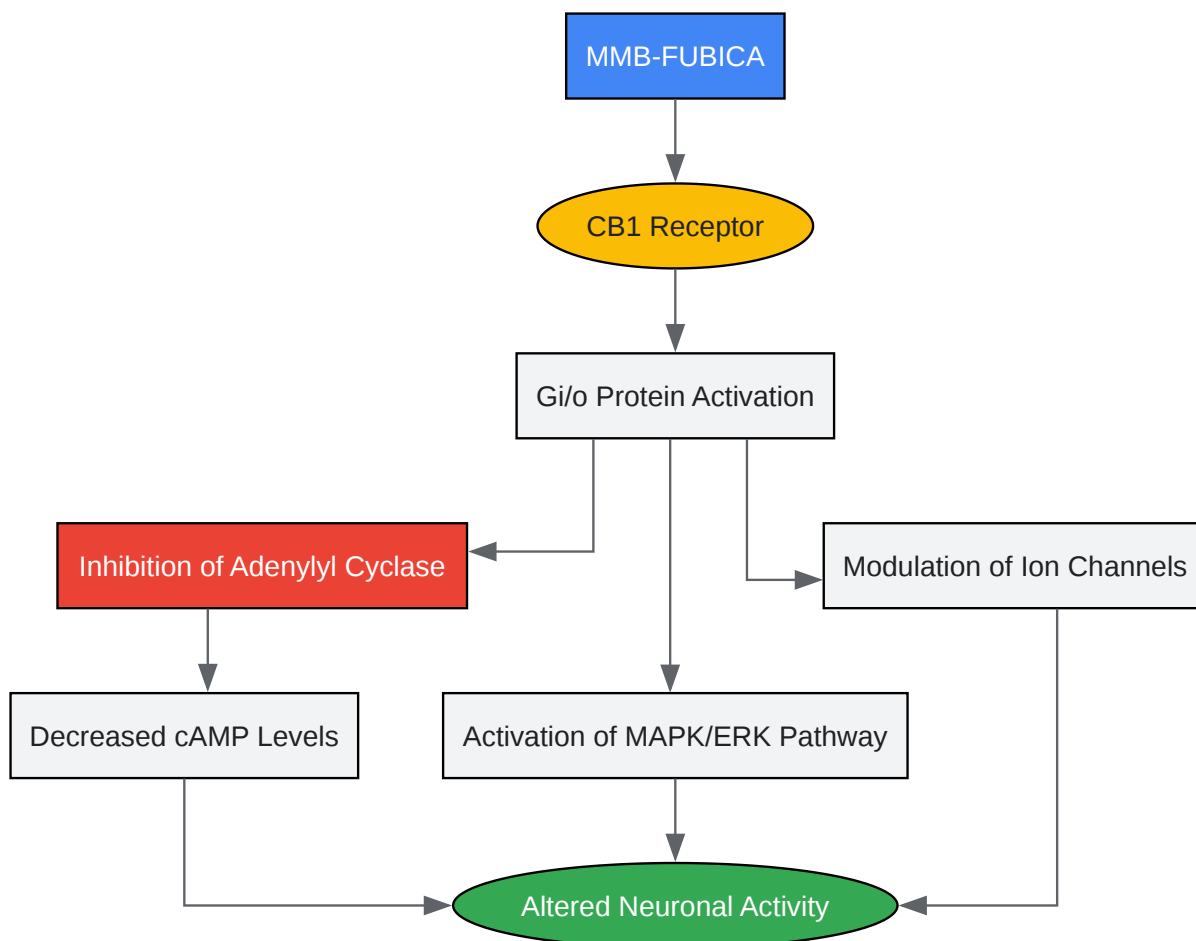 MMB-FUBICA
CB1 Receptor
Gi/o Protein Activation
Inhibition of Adenylyl Cyclase
Modulation of Ion Channels
Decreased cAMP Levels
Activation of MAPK/ERK Pathway
Altered Neuronal Activity